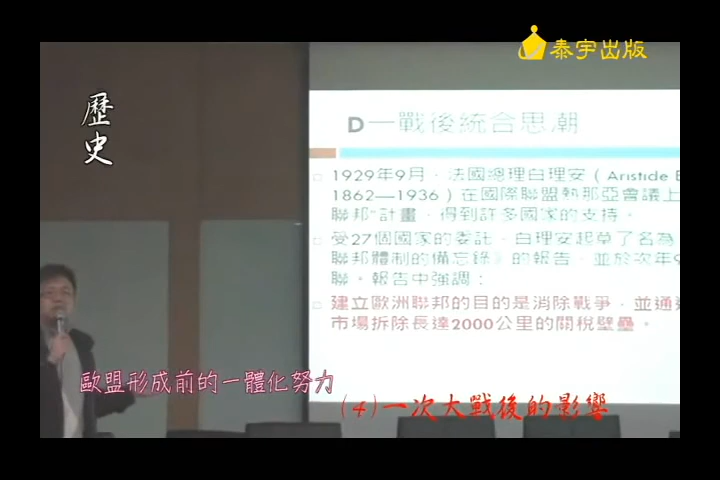 泰宇出版
歷史
D一戰後統合思潮
1929年9月，法國總理白理安（Aristide
1862—1936）在國際聯盟熱那亞會議上
聯邦"計畫，得到許多國家的支持。
受27個國家的委託，白理安起草了名為
聯邦體制的備忘錄》的報告，並於次年9
聯。報告中強調：
建立歐洲聯邦的目的是消除戰爭，並通過
市場拆除長達2000公里的關稅壁壘。
歐盟形成前的一體化努力
(4)一次大戰後的影響